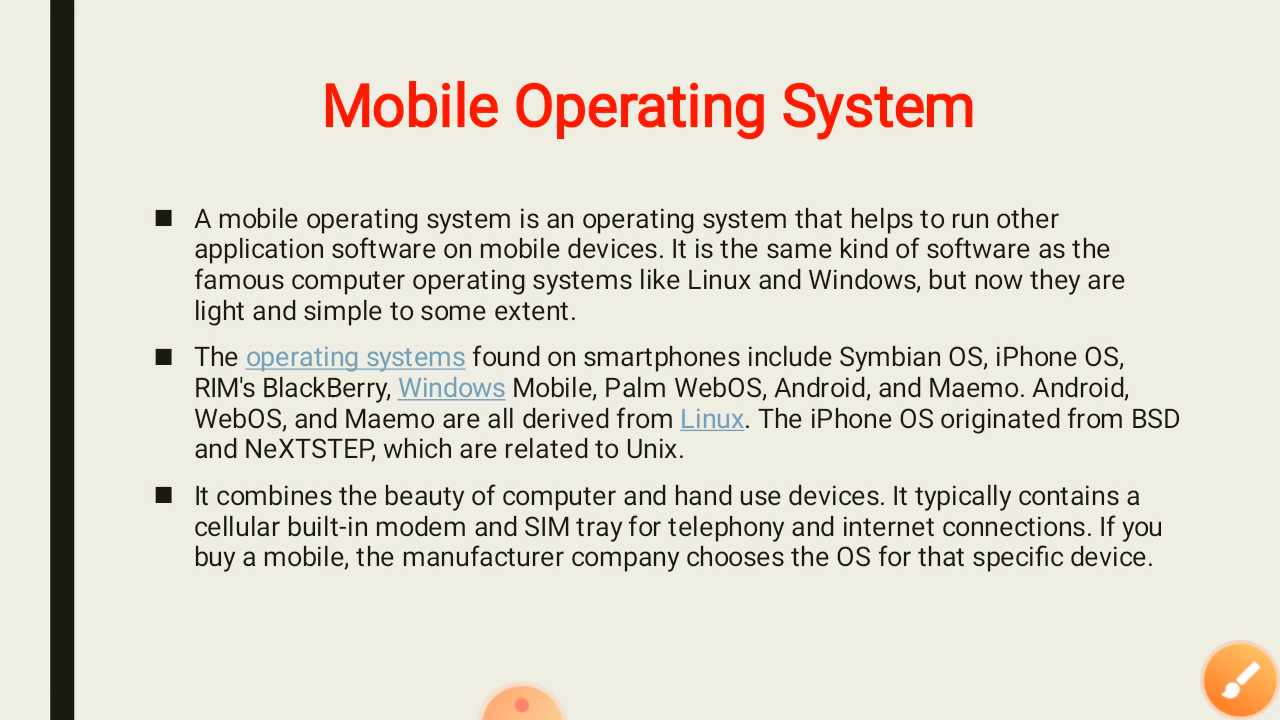 Mobile Operating System
A mobile operating system is an operating system that helps to run other
application software on mobile devices. It is the same kind of software as the
famous computer operating systems like Linux and Windows, but now they are
light and simple to some extent.
The operating systems found on smartphones include Symbian OS, iPhone OS,
RIM's BlackBerry, Windows Mobile, Palm WebOS, Android, and Maemo. Android,
WebOS, and Maemo are all derived from Linux. The iPhone OS originated from BSD
and NeXTSTEP, which are related to Unix.
It combines the beauty of computer and hand use devices. It typically contains a
cellular built-in modem and SIM tray for telephony and internet connections. If you
buy a mobile, the manufacturer company chooses the OS for that specific device.